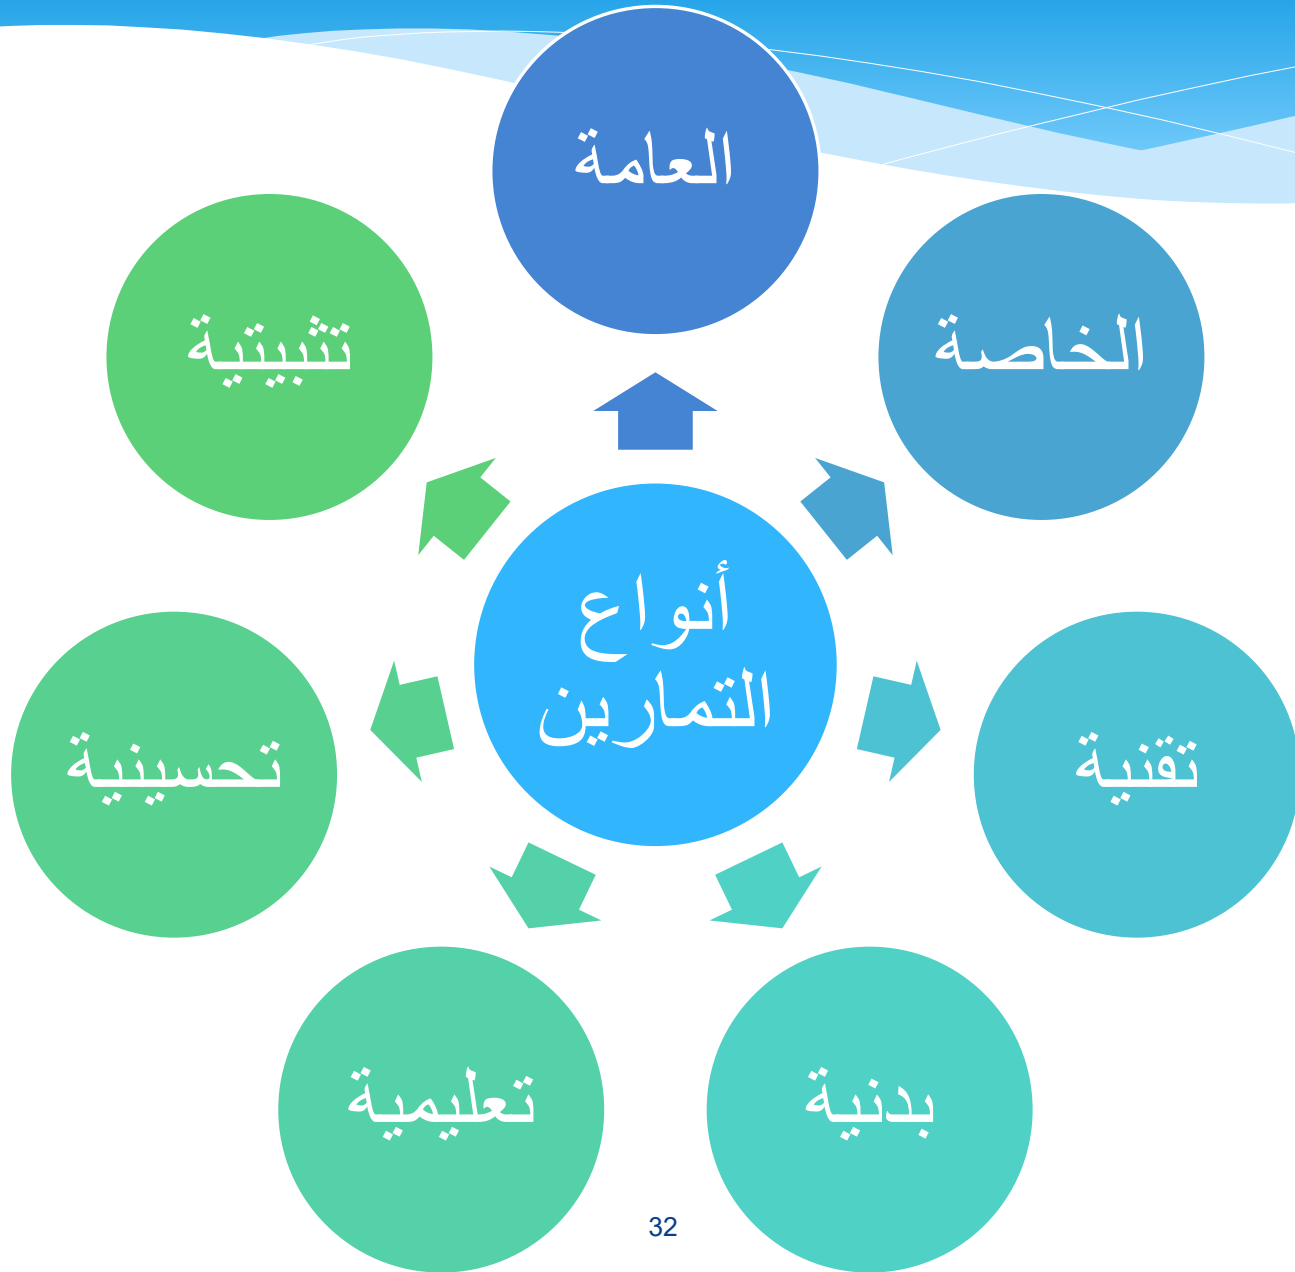 العامة
الخاصة
تقنية
بدنية
تعليمية
تحسينية
تثبيتية
أنواع
التمارين
32